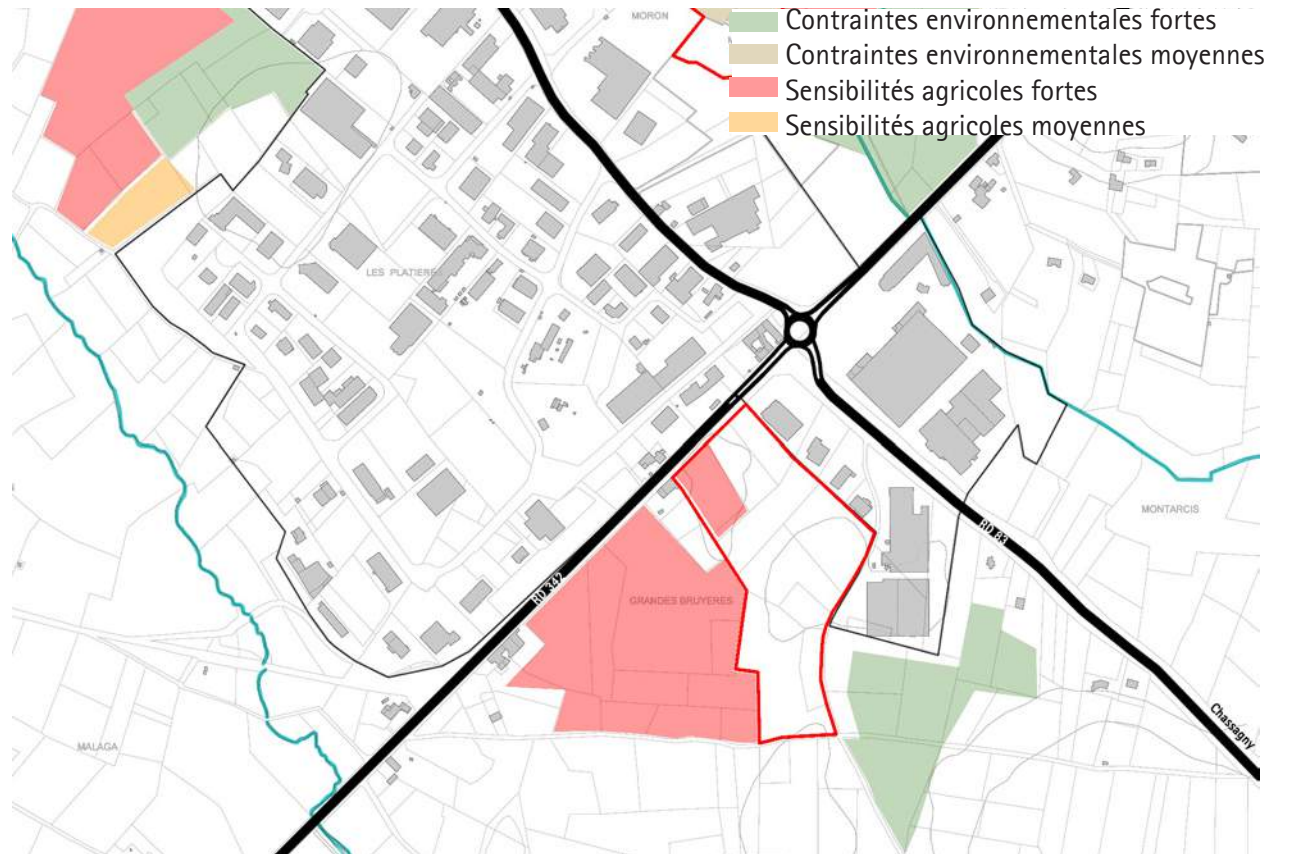 MORON
Contraintes environnementales fortes
Contraintes environnementales moyennes
Sensibilités agricoles fortes
Sensibilités agricoles moyennes
LES PLATIERES
MONTARCIS
RD 83
RD 342
GRANDES BRUYERES
Chassagny
MALAGA